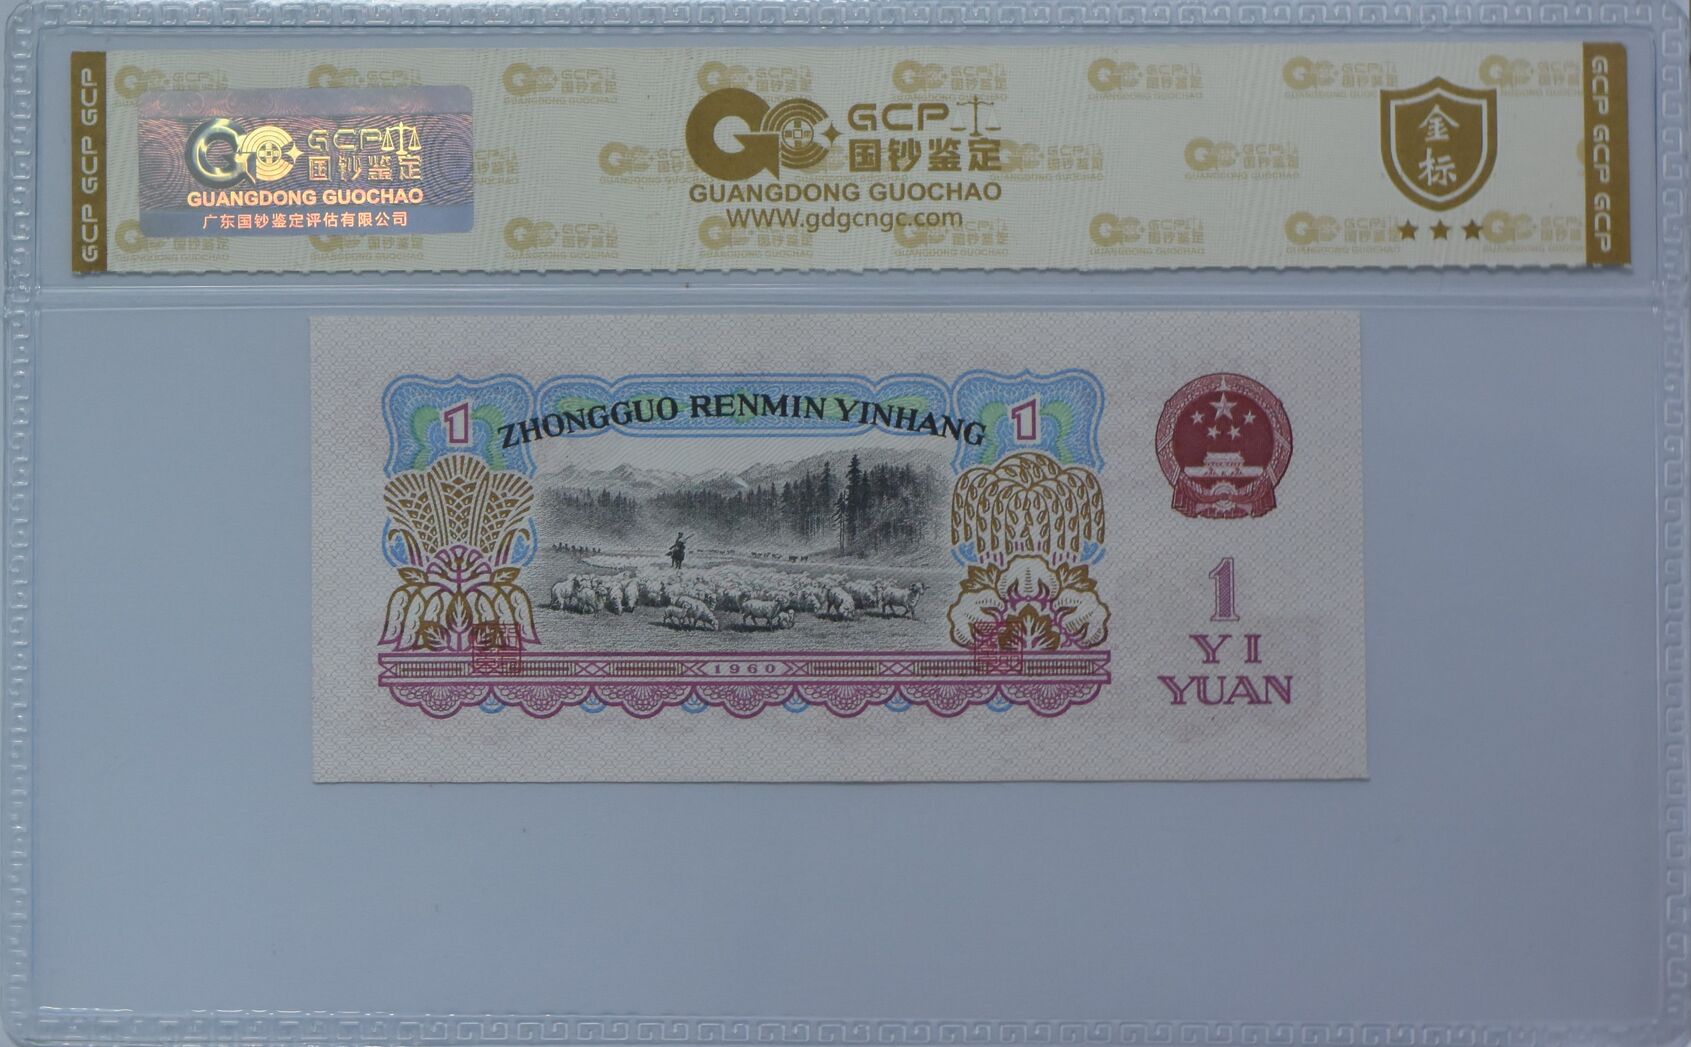 GCP GCP GCP
GCP
国钞鉴定
GUANGDONG GUOCHAO
广东国钞鉴定评估有限公司
GCP
国钞鉴定
GUANGDONG GUOCHAO
WWW.gdgcngc.com
金标
GCP GCP GCP
ZHONGGUO RENMIN YINHANG
1
1
1960
1
YI
YUAN